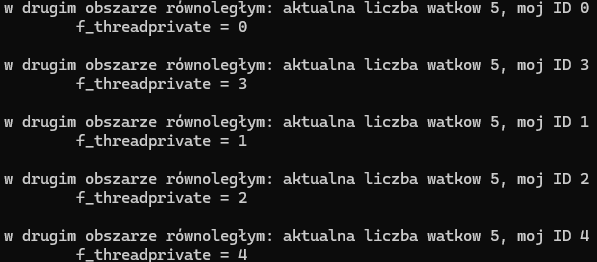 w drugim obszarze równoległym: aktualna liczba watkow 5, moj ID 0
f_threadprivate = 0
w drugim obszarze równoległym: aktualna liczba watkow 5, moj ID 3
f_threadprivate = 3
w drugim obszarze równoległym: aktualna liczba watkow 5, moj ID 1
f_threadprivate = 1
w drugim obszarze równoległym: aktualna liczba watkow 5, moj ID 2
f_threadprivate = 2
w drugim obszarze równoległym: aktualna liczba watkow 5, moj ID 4
f_threadprivate = 4